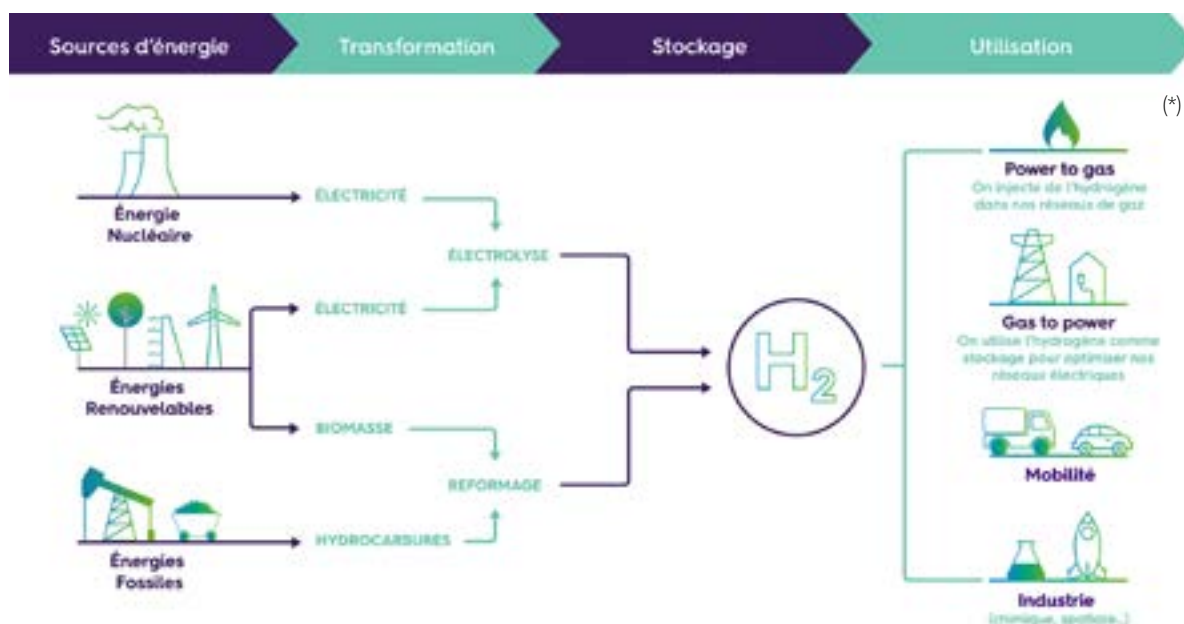 Sources d'énergie
Transformation
Stockage
Utilisation
(*)
Énergie
Nucléaire
ÉLECTRICITÉ
ÉLECTROLYSE
ÉLECTRICITÉ
Énergies
Renouvelables
BIOMASSE
REFORMAGE
HYDROCARBURES
Énergies
Fossiles
H2
Power to gas
On injecte de l'hydrogène
dans nos réseaux de gaz
Gas to power
On utilise l'hydrogène comme
stockage pour optimiser nos
réseaux électriques
Mobilité
Industrie
(chimique, spatiale...)